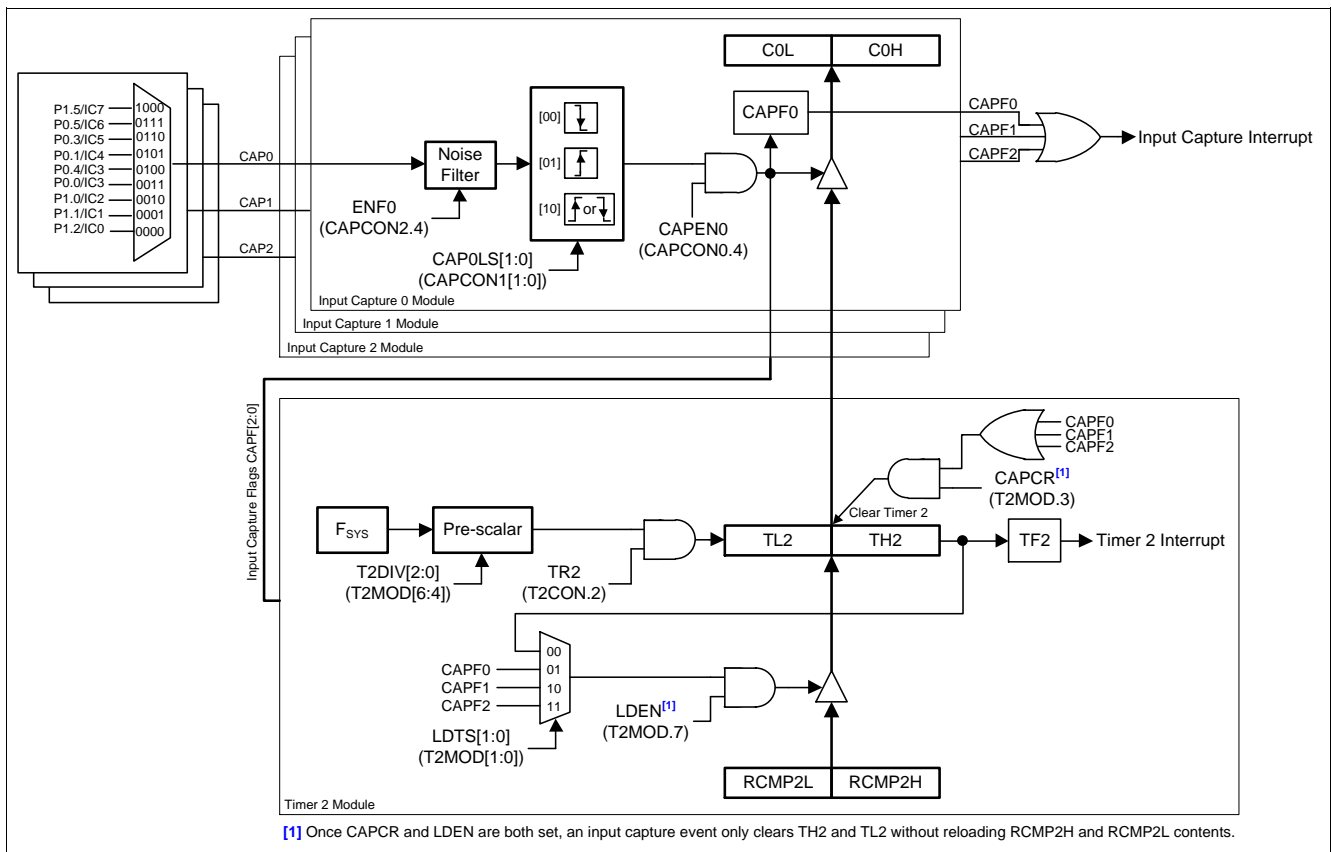 C0L C0H
P1.5/IC7 1000
P0.5/IC6 0111
P0.3/IC5 0110
P0.1/IC4 0101
P0.4/IC3 0100
P0.0/IC3 0011
P1.0/IC2 0010
P1.1/IC1 0001
P1.2/IC0 0000
CAP0
CAP1
CAP2
Noise
Filter
ENF0
(CAPCON2.4)
[00]
[01]
[10] or
CAP0LS[1:0]
(CAPCON1[1:0])
CAPEN0
(CAPCON0.4)
CAPF0
CAPF0
CAPF1
CAPF2
Input Capture Interrupt
Input Capture 0 Module
Input Capture 1 Module
Input Capture 2 Module
Input Capture Flags CAPF[2:0]
CAPF0
CAPF1
CAPF2
CAPCR[1]
(T2MOD.3)
Clear Timer 2
FSYS
Pre-scalar
T2DIV[2:0]
(T2MOD[6:4])
TR2
(T2CON.2)
TL2 TH2
TF2
Timer 2 Interrupt
00
CAPF0 01
CAPF1 10
CAPF2 11
LDTS[1:0]
(T2MOD[1:0])
LDEN[1]
(T2MOD.7)
RCMP2L RCMP2H
Timer 2 Module
[1] Once CAPCR and LDEN are both set, an input capture event only clears TH2 and TL2 without reloading RCMP2H and RCMP2L contents.